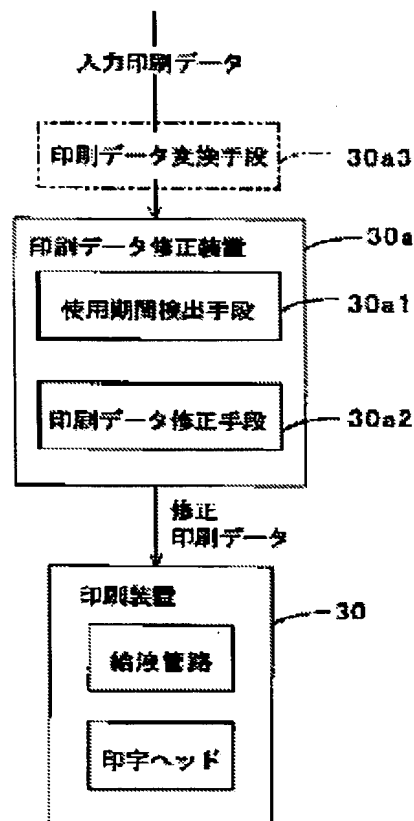 入力印刷データ
印刷データ変換手段
30a3
印刷データ修正装置
30a
使用期間検出手段
30a1
印刷データ修正手段
30a2
修正
印刷データ
印刷装置
30
給液管路
印字ヘッド